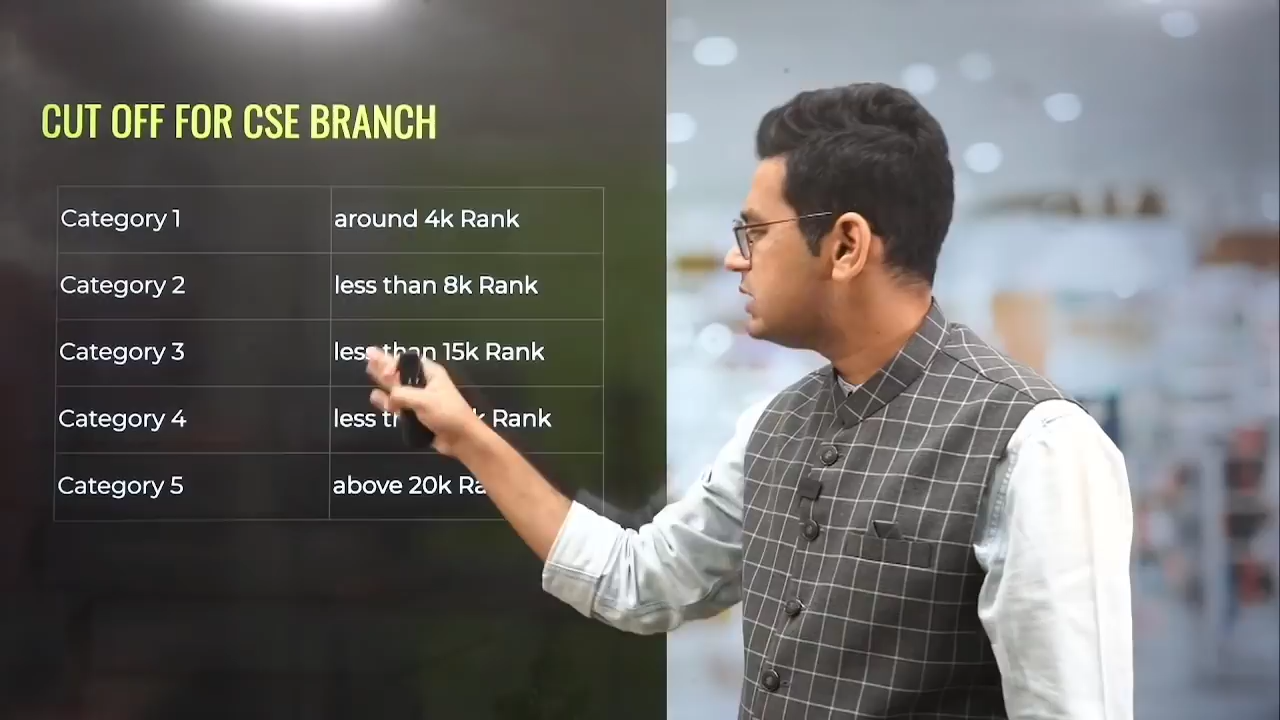 CUT OFF FOR CSE BRANCH
Category 1 around 4k Rank
Category 2 less than 8k Rank
Category 3 less than 15k Rank
Category 4 less Rank
Category 5 above 20k